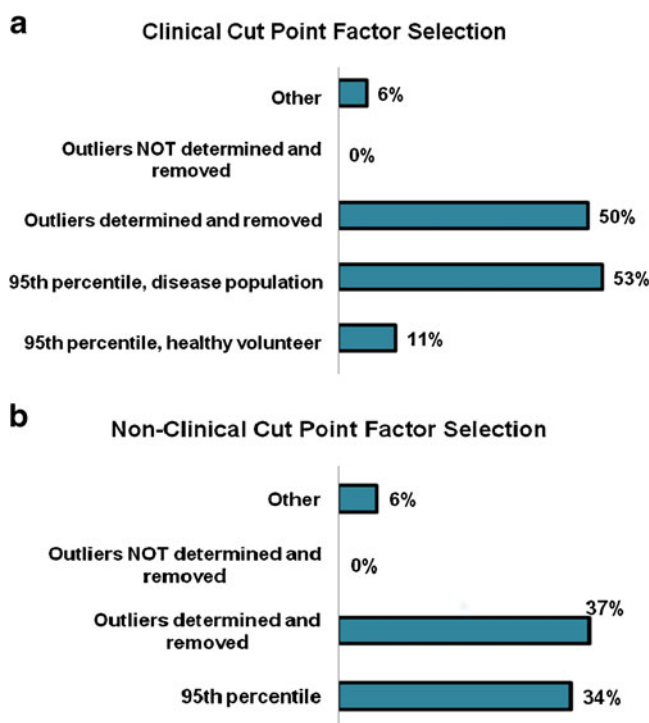 a
Clinical Cut Point Factor Selection
Other
6%
Outliers NOT determined and
removed
0%
Outliers determined and removed
50%
95th percentile, disease population
53%
95th percentile, healthy volunteer
11%
b
Non-Clinical Cut Point Factor Selection
Other
6%
Outliers NOT determined and
removed
0%
Outliers determined and
removed
37%
95th percentile
34%